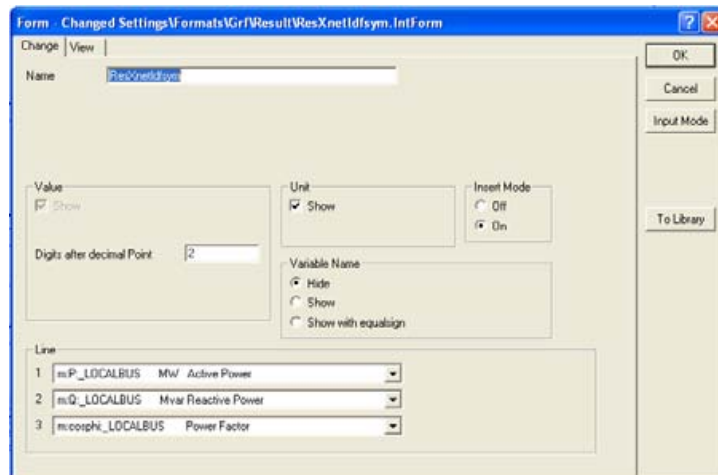 Form - Changed Settings\Formats\Grf\Result\ResXnetldfsym.IntForm
Change View
OK
Name ResXnetldfsym
Cancel
Input Mode
Value Unit Insert Mode
Show Show Off
On
To Library
Digits after decimal Point 2
Variable Name
Hide
Show
Show with equalsign
Line
1 m:P:_LOCALBUS MW Active Power
2 m:Q:_LOCALBUS Mvar Reactive Power
3 m:cosphi:_LOCALBUS Power Factor